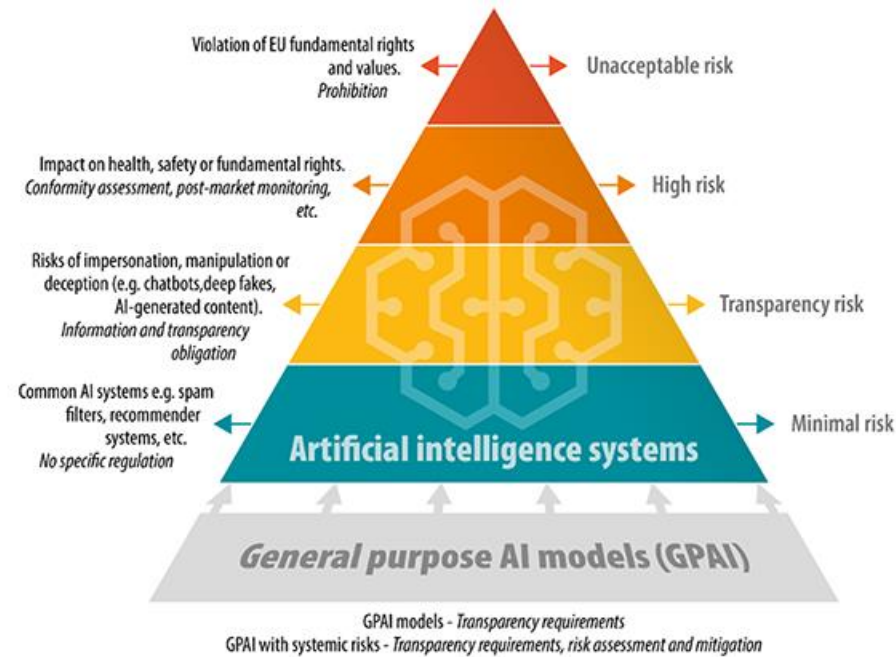 Violation of EU fundamental rights
and values.
Prohibition
Unacceptable risk
Impact on health, safety or fundamental rights.
Conformity assessment, post-market monitoring,
etc.
High risk
Risks of impersonation, manipulation or
deception (e.g. chatbots,deep fakes,
AI-generated content).
Information and transparency
obligation
Transparency risk
Common AI systems e.g. spam
filters, recommender
systems, etc.
No specific regulation
Minimal risk
Artificial intelligence systems
General purpose AI models (GPAI)
GPAI models - Transparency requirements
GPAI with systemic risks - Transparency requirements, risk assessment and mitigation